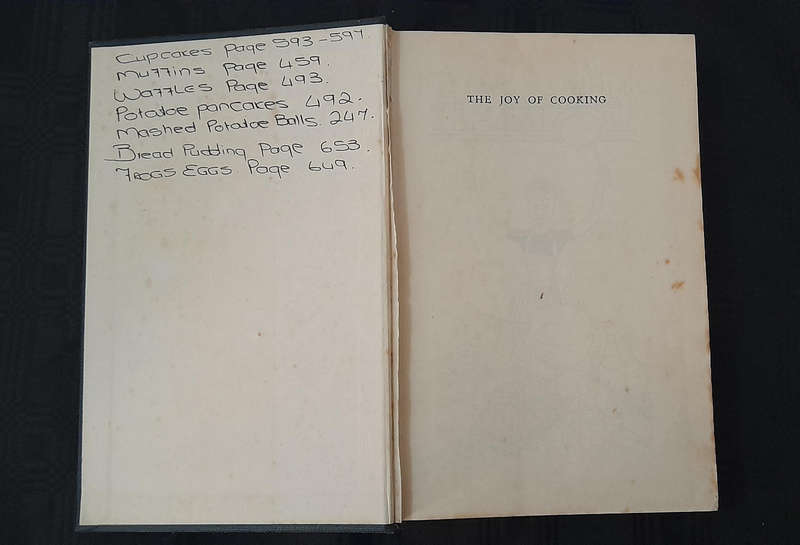 Cupcakes Page 593-597.
Muffins Page 459.
Waffles Page 493.
Potatoe pancakes 492.
Mashed Potatoe Balls. 247.
Bread Pudding Page 653.
FROGS EGGS Page 649.
THE JOY OF COOKING